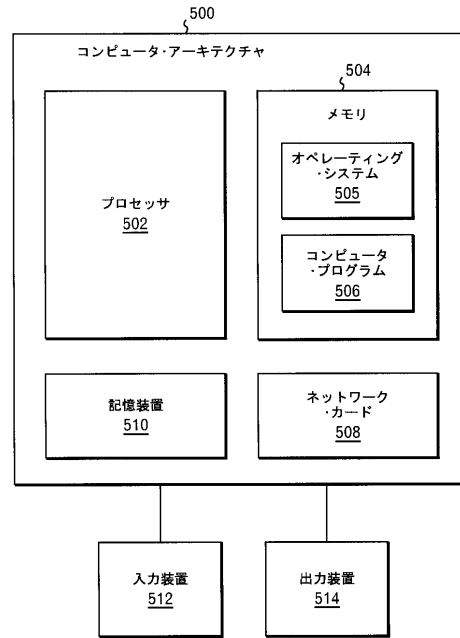 500
コンピュータ・アーキテクチャ
プロセッサ
502
504
メモリ
オペレーティング
・システム
505
コンピュータ
・プログラム
506
記憶装置
510
ネットワーク
・カード
508
入力装置
512
出力装置
514